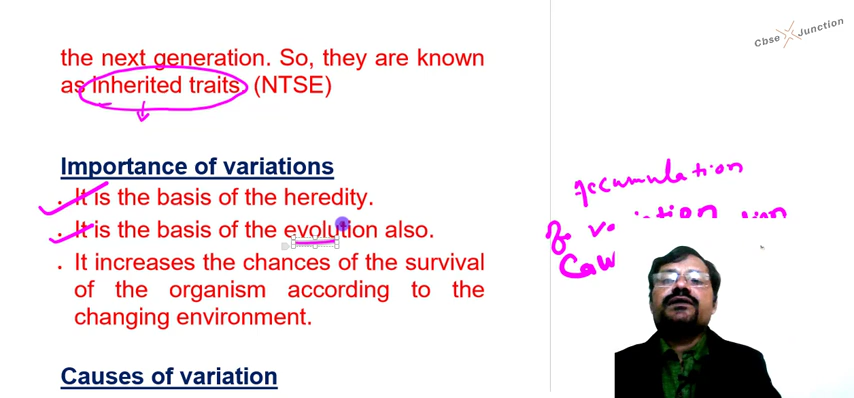 Cbse Junction
the next generation. So, they are known
as inherited traits. (NTSE)
Importance of variations
. It is the basis of the heredity.
. It is the basis of the evolution also.
. It increases the chances of the survival
of the organism according to the
changing environment.
Causes of variation
Accumulation
of